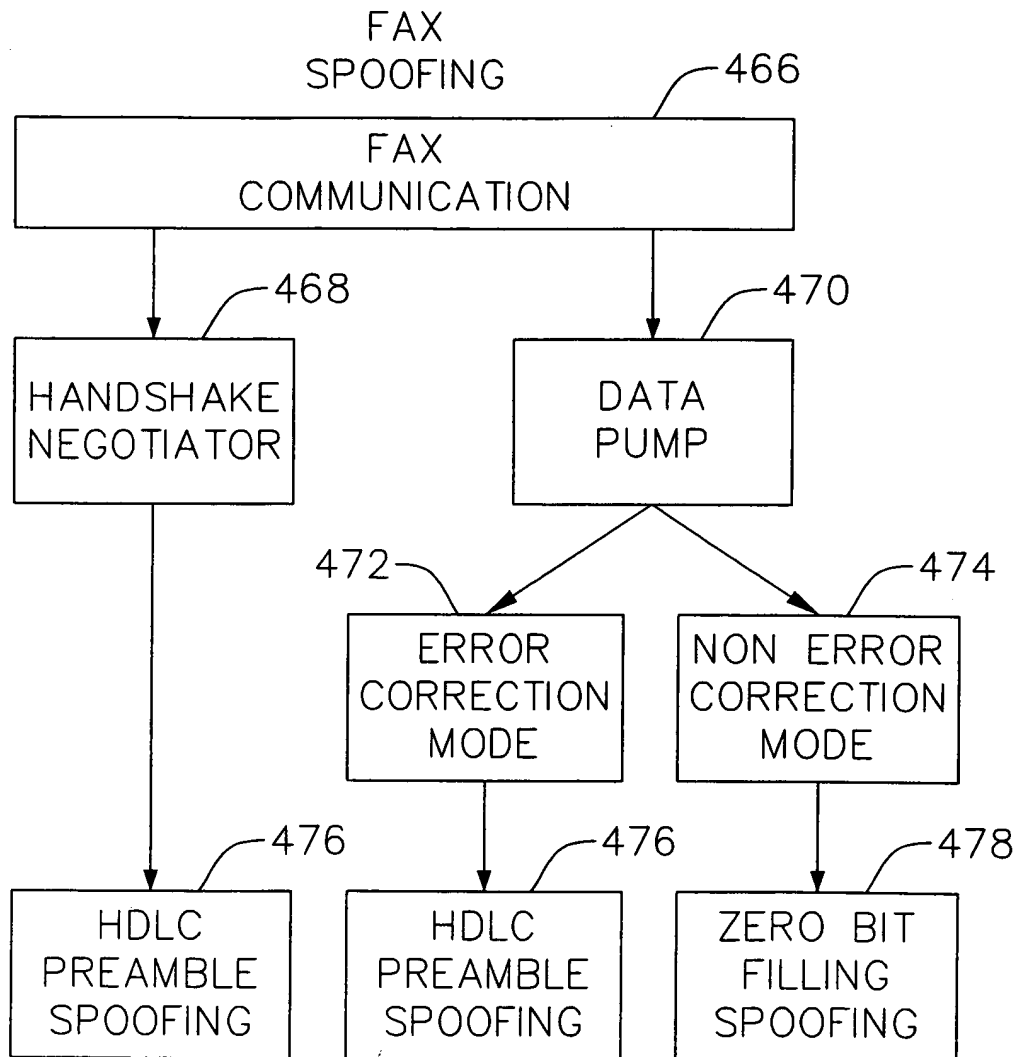 FAX
SPOOFING
466
FAX
COMMUNICATION
468
470
HANDSHAKE
NEGOTIATOR
DATA
PUMP
472
474
ERROR
CORRECTION
MODE
NON ERROR
CORRECTION
MODE
476
476
478
HDLC
PREAMBLE
SPOOFING
HDLC
PREAMBLE
SPOOFING
ZERO BIT
FILLING
SPOOFING